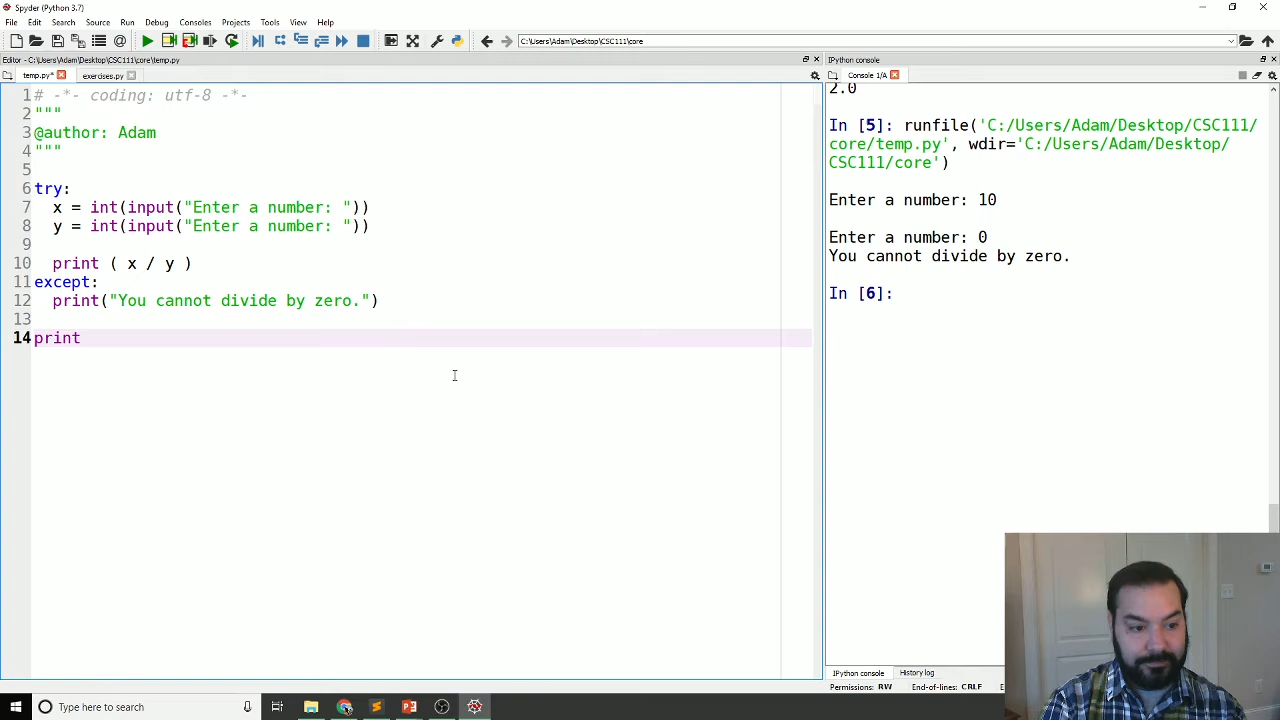 Spyder (Python 3.7)
File Edit Search Source Run Debug Consoles Projects Tools View Help
C:\Users\Adam\Desktop\CSC111\core
Editor - C:\Users\Adam\Desktop\CSC111\core\temp.py
IPython console
temp.py* exercises.py
Console 1/A
1 # -*- coding: utf-8 -*-
2 """
3 @author: Adam
4 """
5
6 try:
7 x = int(input("Enter a number: "))
8 y = int(input("Enter a number: "))
9
10 print ( x / y )
11 except:
12 print("You cannot divide by zero.")
13
14 print
2.0
In [5]: runfile('C:/Users/Adam/Desktop/CSC111/
core/temp.py', wdir='C:/Users/Adam/Desktop/
CSC111/core')
Enter a number: 10
Enter a number: 0
You cannot divide by zero.
In [6]:
IPython console History log
Permissions: RW End-of-lines: CRLF
Type here to search